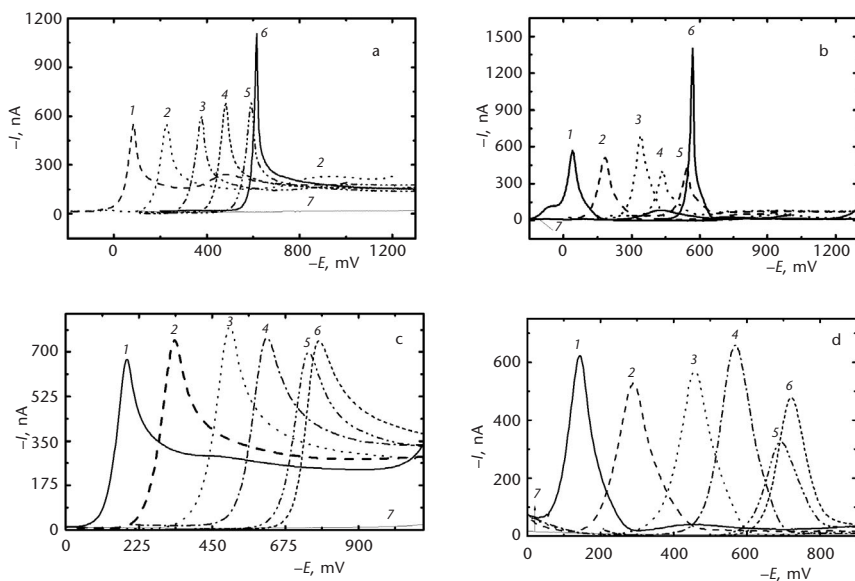 a
–I, nA
1200
900
600
300
0
1 2 3 4 5 6
2
7
0 400 800 1200
–E, mV
b
–I, nA
1500
1200
900
600
300
0
1 2 3 4 5 6
7
0 300 600 900 1200
–E, mV
c
–I, nA
700
525
350
175
0
1 2 3 4 5 6
7
0 225 450 675 900
–E, mV
d
–I, nA
600
400
200
0
1 2 3 4 5 6
7
0 200 400 600 800
–E, mV